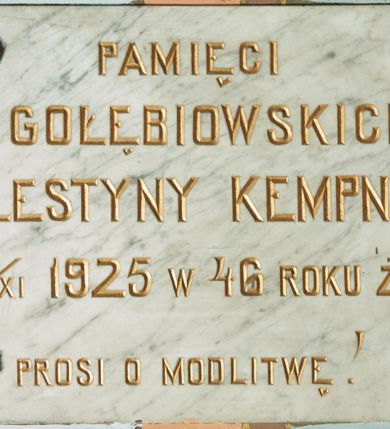 PAMIĘCI
GOŁĘBIOWSKIC
LESTYNY KEMPN
XI 1925 W 46 ROKU Ż
PROSI O MODLITWĘ.'